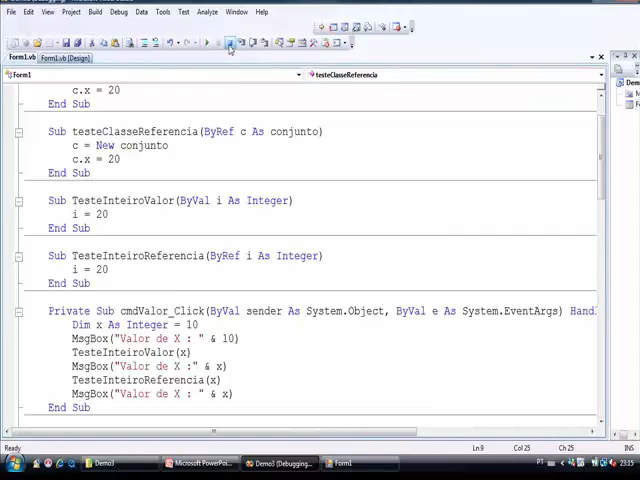 File Edit View Project Build Debug Data Tools Test Analyze Window Help
Form1.vb Form1.vb [Design]
Form1 testeClasseReferencia
c.x = 20
End Sub
Sub testeClasseReferencia(ByRef c As conjunto)
c = New conjunto
c.x = 20
End Sub
Sub TesteInteiroValor(ByVal i As Integer)
i = 20
End Sub
Sub TesteInteiroReferencia(ByRef i As Integer)
i = 20
End Sub
Private Sub cmdValor_Click(ByVal sender As System.Object, ByVal e As System.EventArgs) Handl
Dim x As Integer = 10
MsgBox("Valor de X : " & 10)
TesteInteiroValor(x)
MsgBox("Valor de X :" & x)
TesteInteiroReferencia(x)
MsgBox("Valor de X : " & x)
End Sub
Ready Ln 9 Col 25 Ch 25 INS
Demo3 Microsoft PowerPoi... Demo3 (Debugging... Form1 PT 23:15